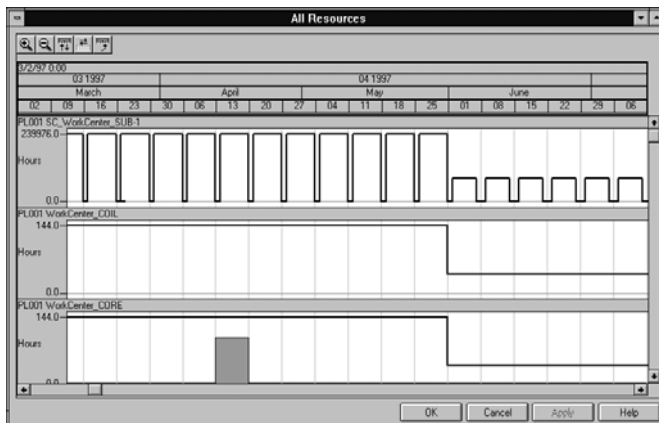 All Resources
3/2/97 0:00
03 1997 04 1997
March April May June
02 09 16 23 30 06 13 20 27 04 11 18 25 01 08 15 22 29 06
PL001 SC_WorkCenter_SUB-1
239976.0
Hours
0.0
PL001 WorkCenter_COIL
144.0
Hours
0.0
PL001 WorkCenter_CORE
144.0
Hours
0.0
OK Cancel Apply Help